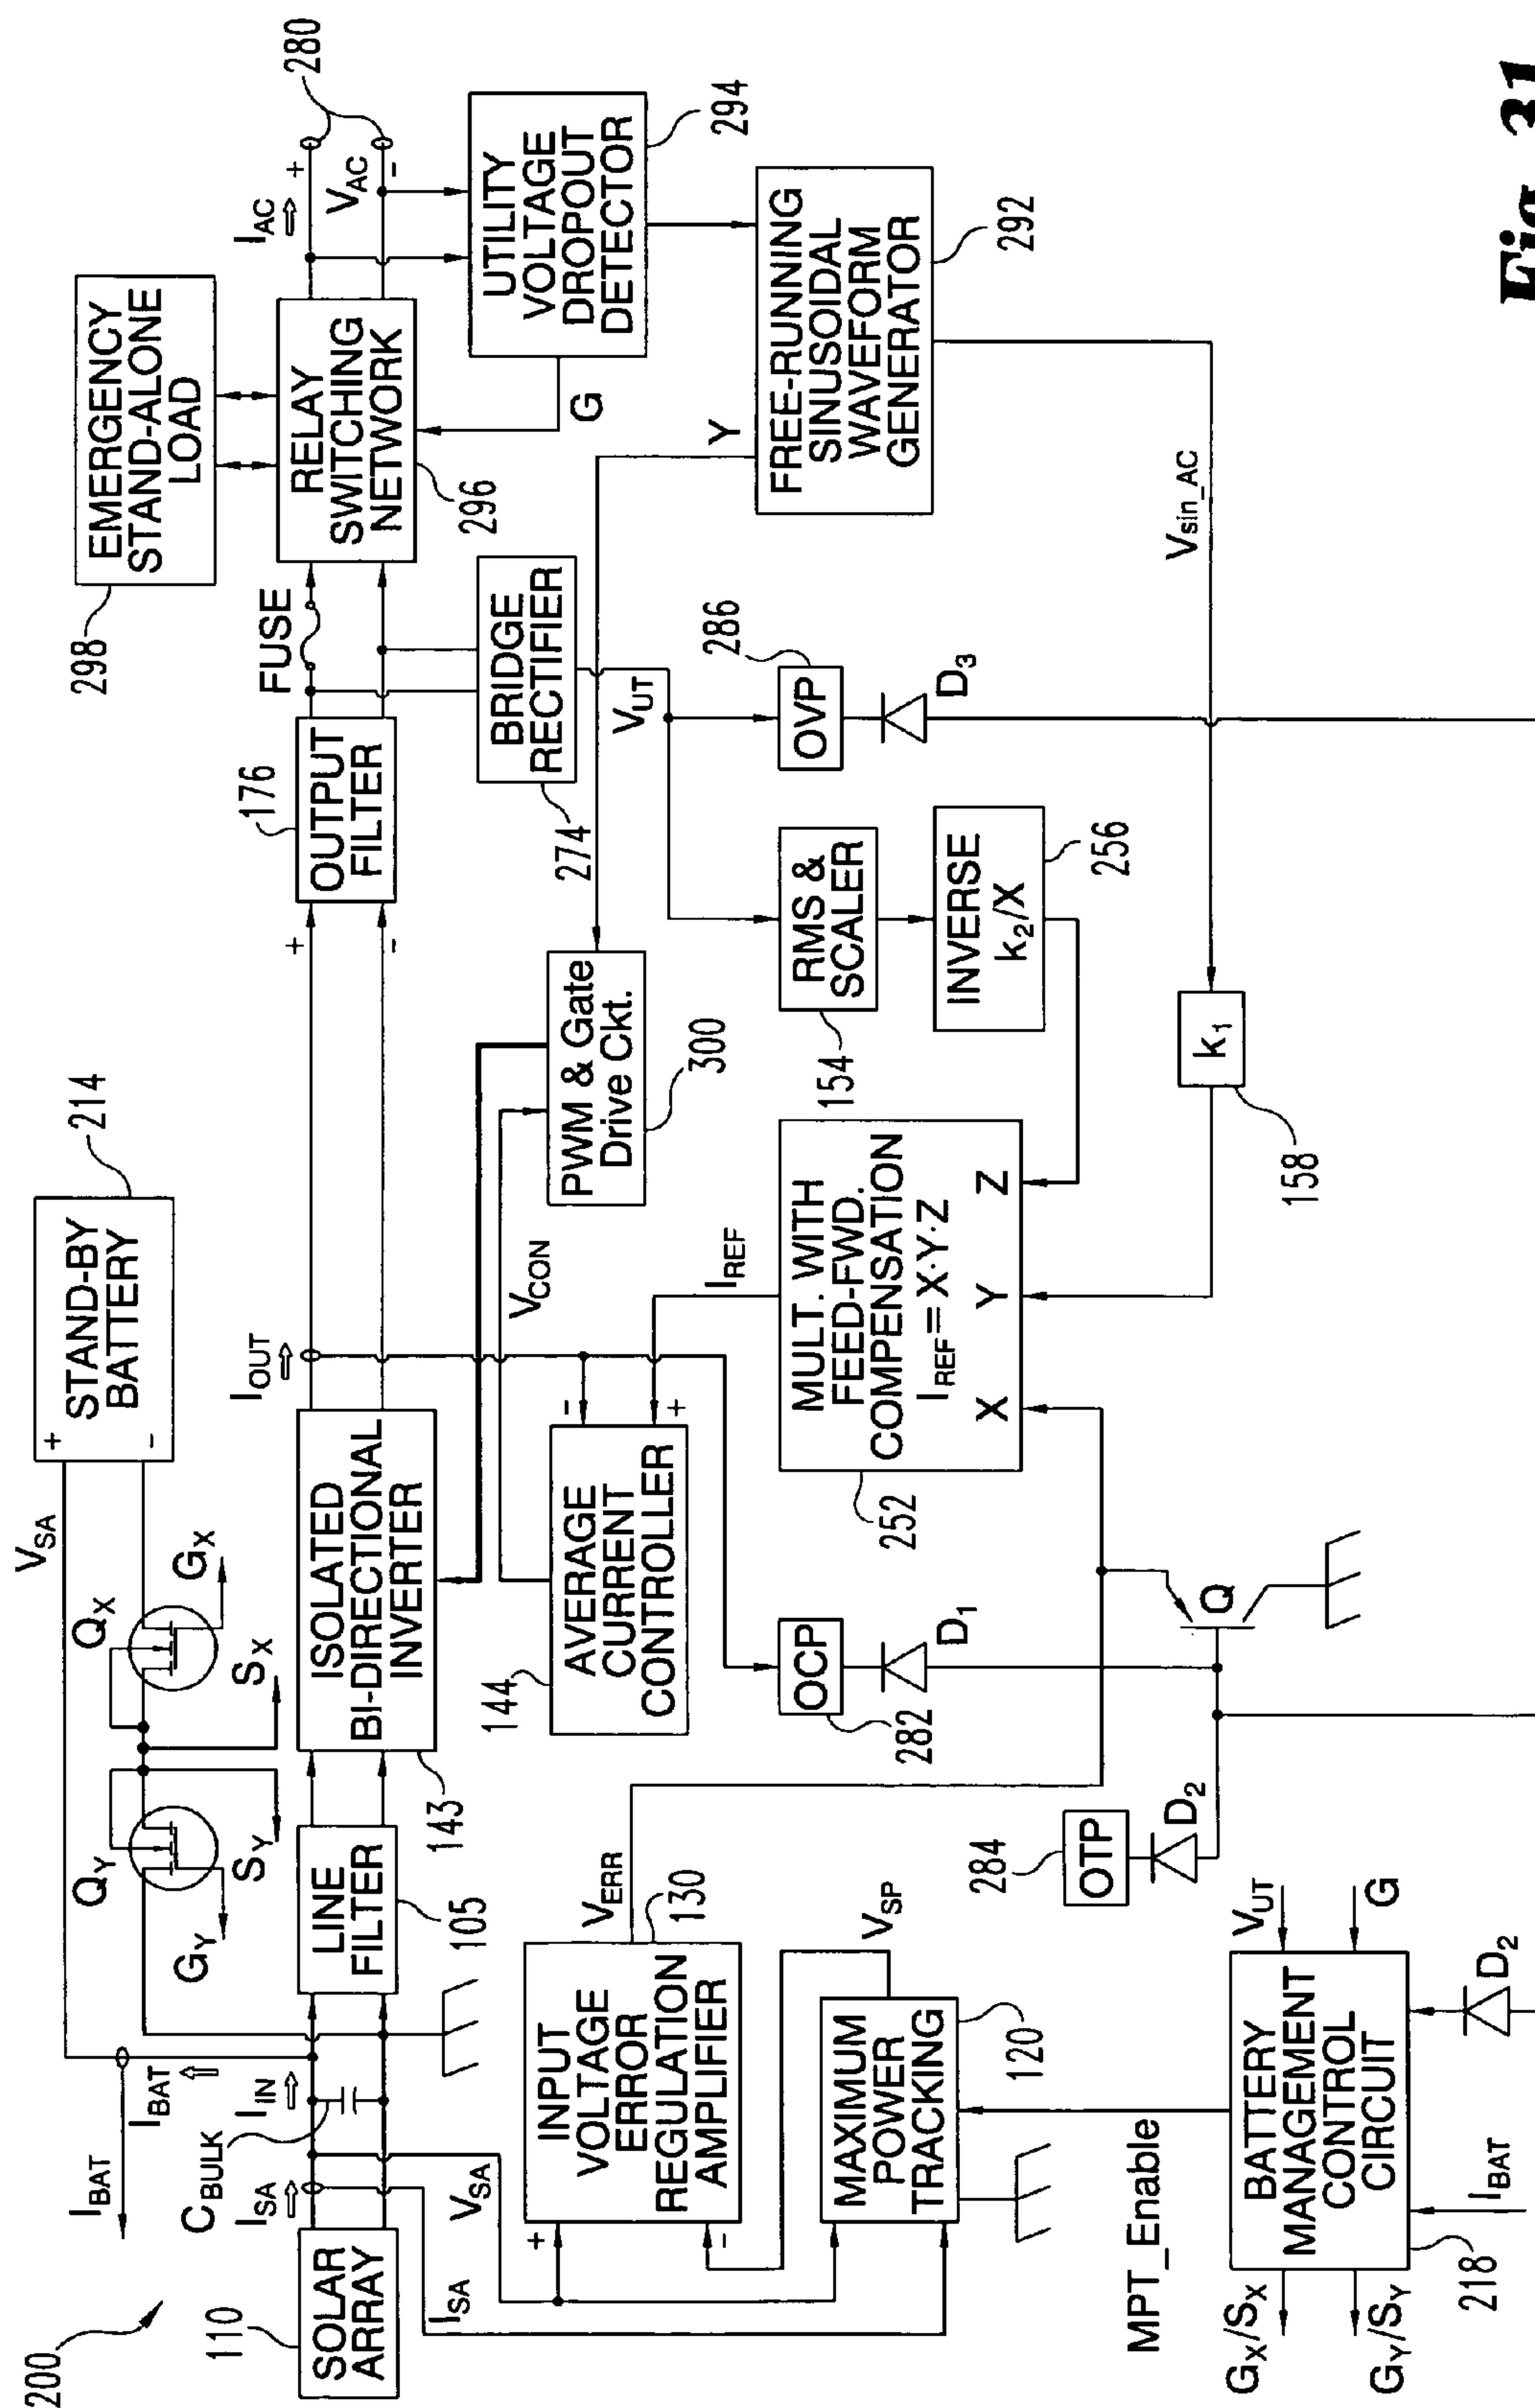 200
STAND-BY
BATTERY
+
-
214
V_SA
Q_Y
Q_X
G_Y
S_Y
S_X
G_X
EMERGENCY
STAND-ALONE
LOAD
298
I_BAT
I_BAT
C_BULK
I_SA
I_IN
SOLAR
ARRAY
110
LINE
FILTER
105
ISOLATED
BI-DIRECTIONAL
INVERTER
143
I_OUT
+
-
OUTPUT
FILTER
176
FUSE
RELAY
SWITCHING
NETWORK
296
I_AC
+
V_AC
-
280
V_SA
I_SA
INPUT
VOLTAGE
ERROR
REGULATION
AMPLIFIER
+
-
V_ERR
130
AVERAGE
CURRENT
CONTROLLER
144
-
+
V_CON
PWM & Gate
Drive Ckt.
300
BRIDGE
RECTIFIER
274
V_UT
G
UTILITY
VOLTAGE
DROPOUT
DETECTOR
294
Y
I_REF
MAXIMUM
POWER
TRACKING
120
V_SP
OCP
282
D_1
MULT. WITH
FEED-FWD.
COMPENSATION
I_REF = X·Y·Z
X Y Z
252
RMS &
SCALER
154
INVERSE
k_2/X
256
OVP
286
D_3
FREE-RUNNING
SINUSOIDAL
WAVEFORM
GENERATOR
292
MPT_Enable
OTP
284
D_2
Q
k_1
158
V_sin_AC
G_X/S_X
G_Y/S_Y
BATTERY
MANAGEMENT
CONTROL
CIRCUIT
218
V_UT
G
I_BAT
D_2
Fig. 31